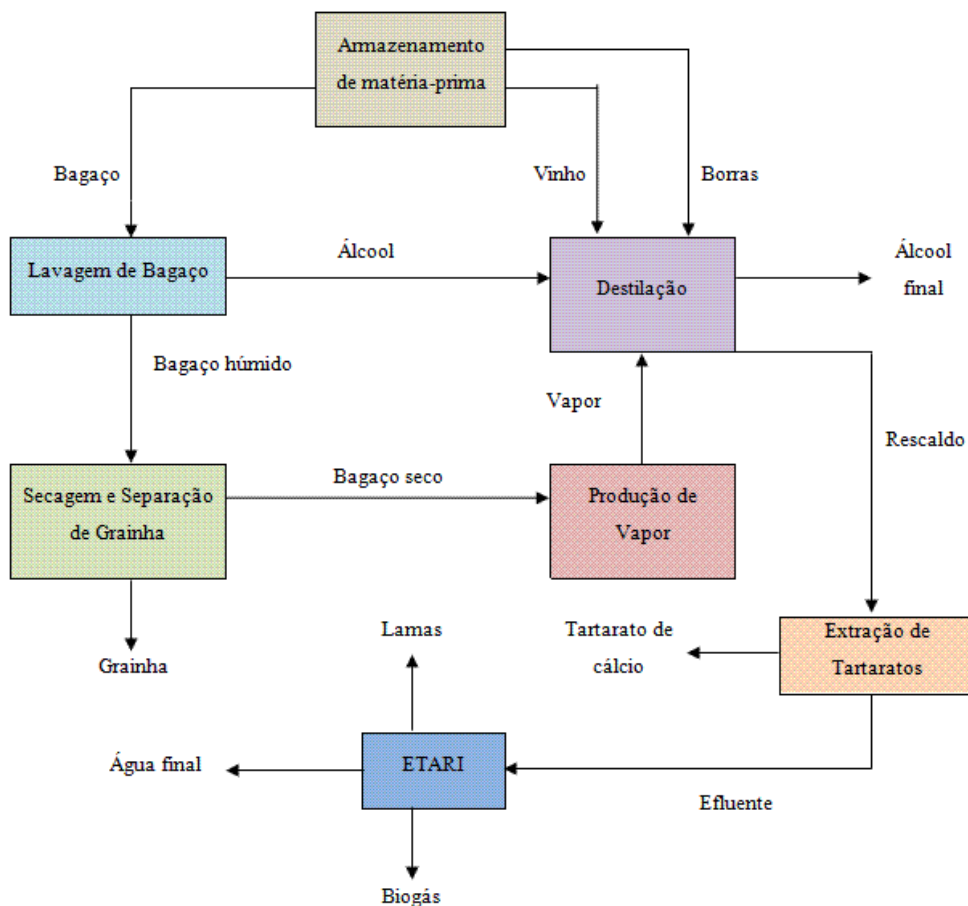 Armazenamento
de matéria-prima
Bagaço
Vinho
Borras
Lavagem de Bagaço
Álcool
Destilação
Álcool
final
Bagaço húmido
Vapor
Rescaldo
Secagem e Separação
de Grainha
Bagaço seco
Produção de
Vapor
Grainha
Lamas
Tartarato de
cálcio
Extração de
Tartaratos
Água final
ETARI
Efluente
Biogás